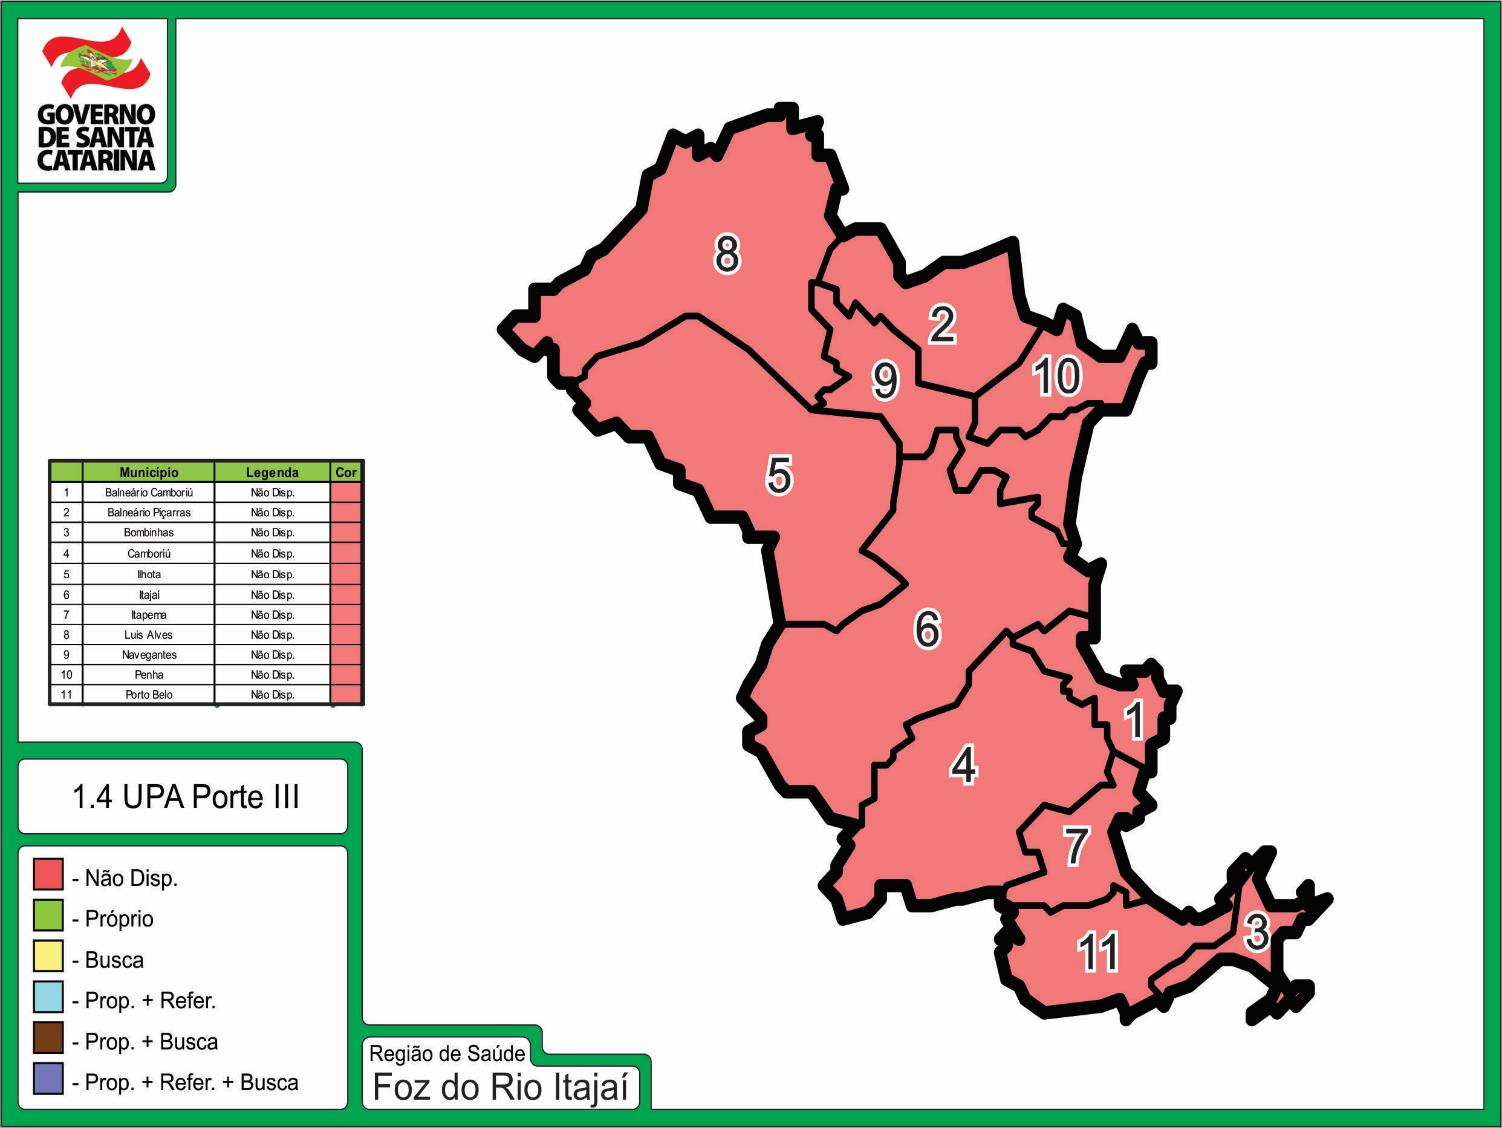 GOVERNO
DE SANTA
CATARINA
Município Legenda Cor
1 Balneário Camboriú Não Disp.
2 Balneário Piçarras Não Disp.
3 Bombinhas Não Disp.
4 Camboriú Não Disp.
5 Ilhota Não Disp.
6 Itajaí Não Disp.
7 Itapema Não Disp.
8 Luis Alves Não Disp.
9 Navegantes Não Disp.
10 Penha Não Disp.
11 Porto Belo Não Disp.
8
2
10
9
5
6
1
4
7
3
11
1.4 UPA Porte III
- Não Disp.
- Próprio
- Busca
- Prop. + Refer.
- Prop. + Busca
- Prop. + Refer. + Busca
Região de Saúde
Foz do Rio Itajaí